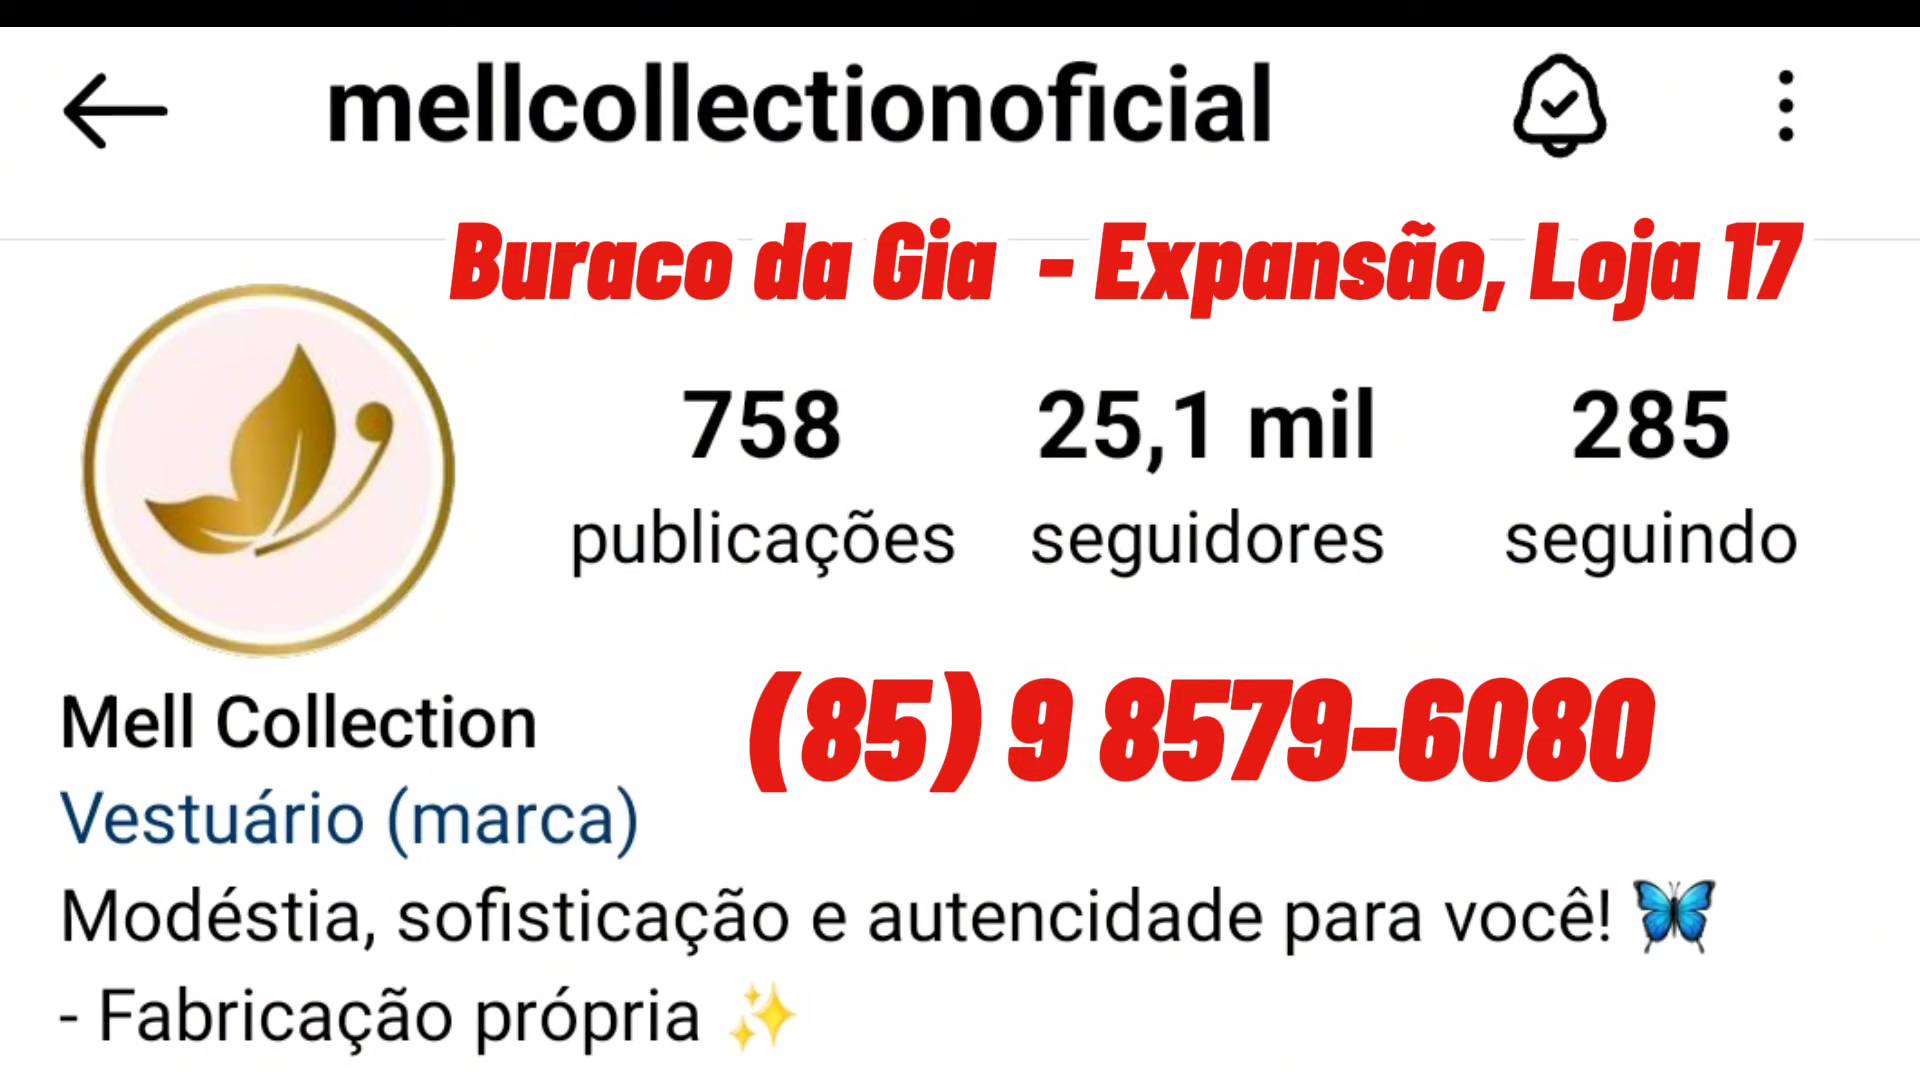 mellcollectionoficial
Buraco da Gia - Expansão, Loja 17
758 25,1 mil 285
publicações seguidores seguindo
Mell Collection
(85) 9 8579-6080
Vestuário (marca)
Modéstia, sofisticação e autencidade para você! 🦋
- Fabricação própria ✨